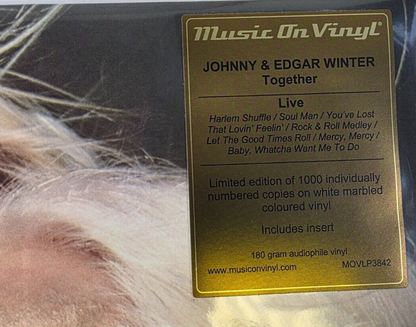 Music On Vinyl®
JOHNNY & EDGAR WINTER
Together
Live
Harlem Shuffle / Soul Man / You've Lost
That Lovin' Feelin' / Rock & Roll Medley /
Let The Good Times Roll / Mercy, Mercy /
Baby, Whatcha Want Me To Do
Limited edition of 1000 individually
numbered copies on white marbled
coloured vinyl
Includes insert
180 gram audiophile vinyl
www.musiconvinyl.com MOVLP3842